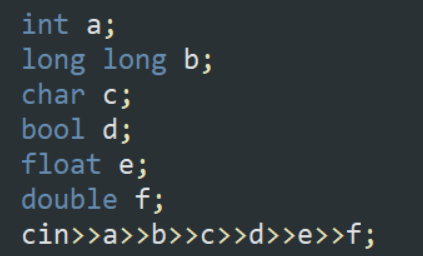 int a;
long long b;
char c;
bool d;
float e;
double f;
cin>>a>>b>>c>>d>>e>>f;